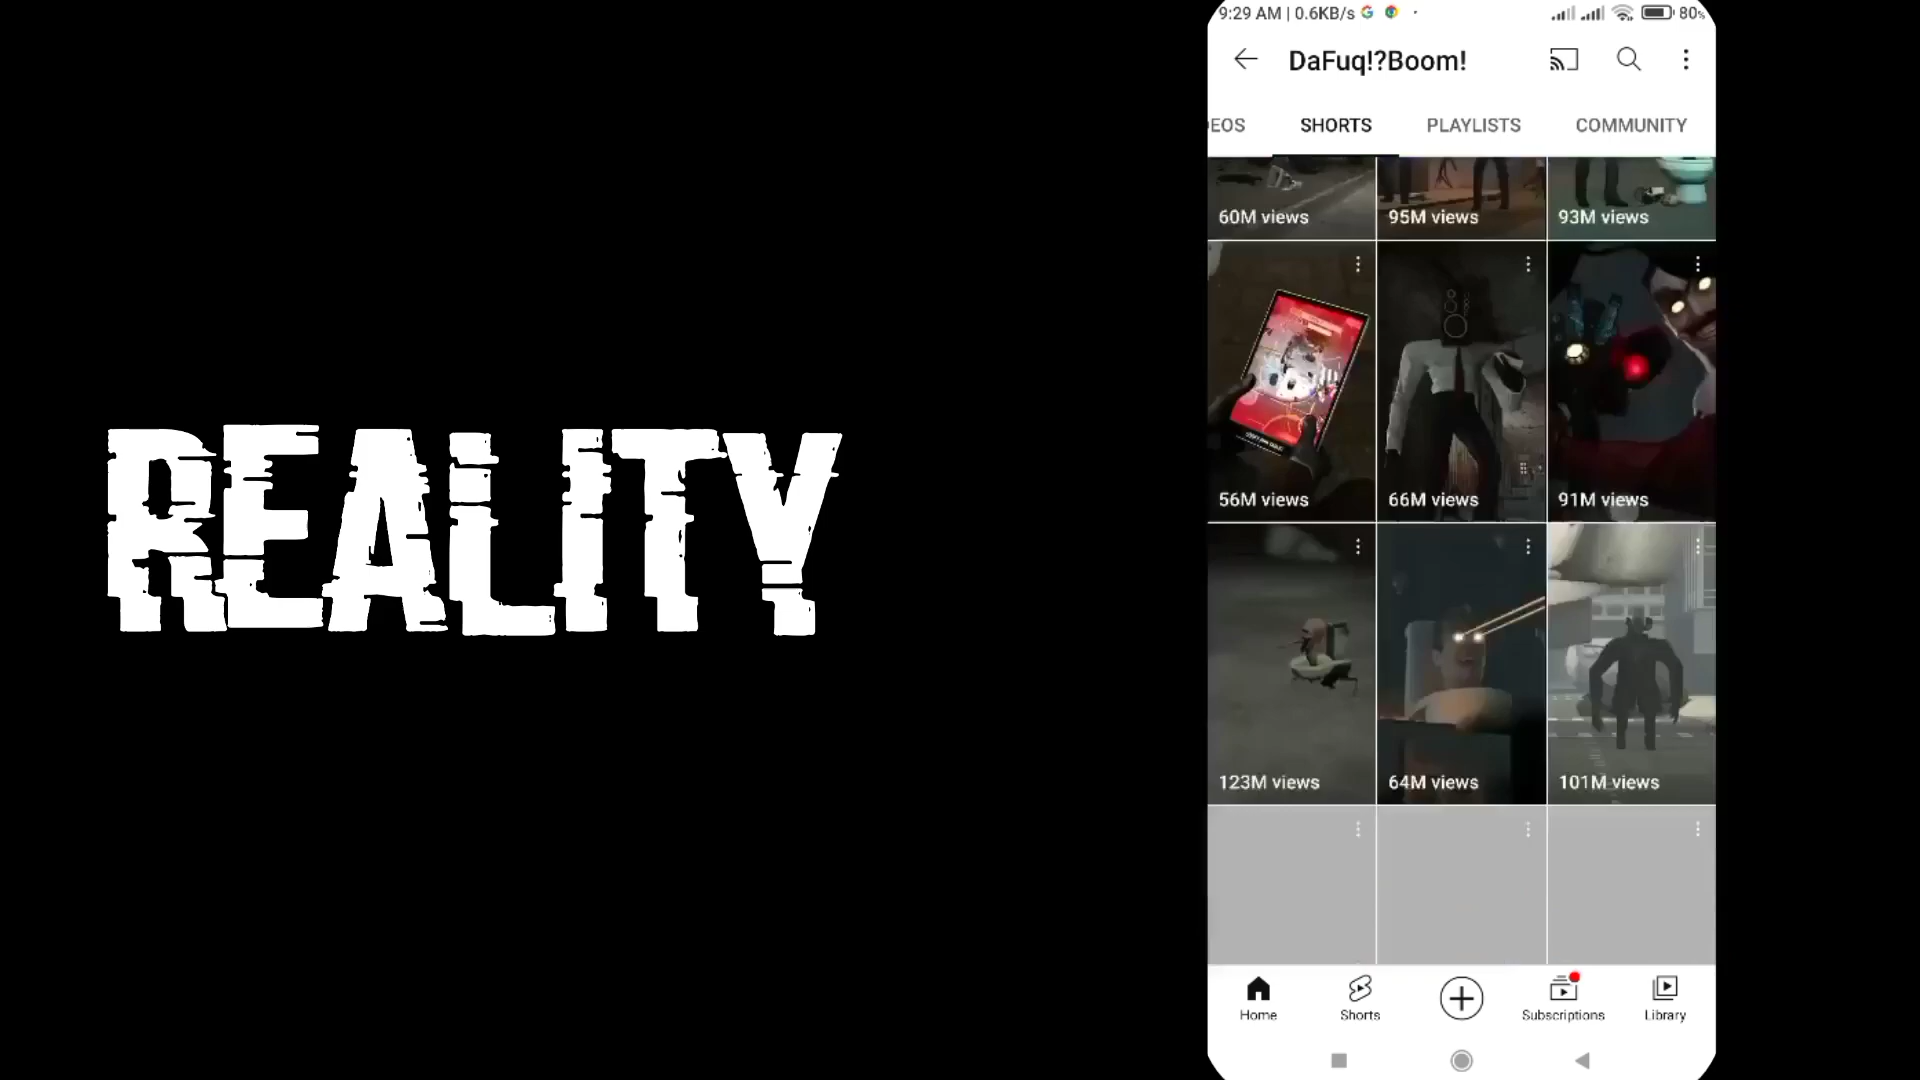 REALITY
9:29 AM | 0.6KB/s
80%
DaFuq!?Boom!
EOS SHORTS PLAYLISTS COMMUNITY
60M views 95M views 93M views
56M views 66M views 91M views
123M views 64M views 101M views
Home Shorts Subscriptions Library